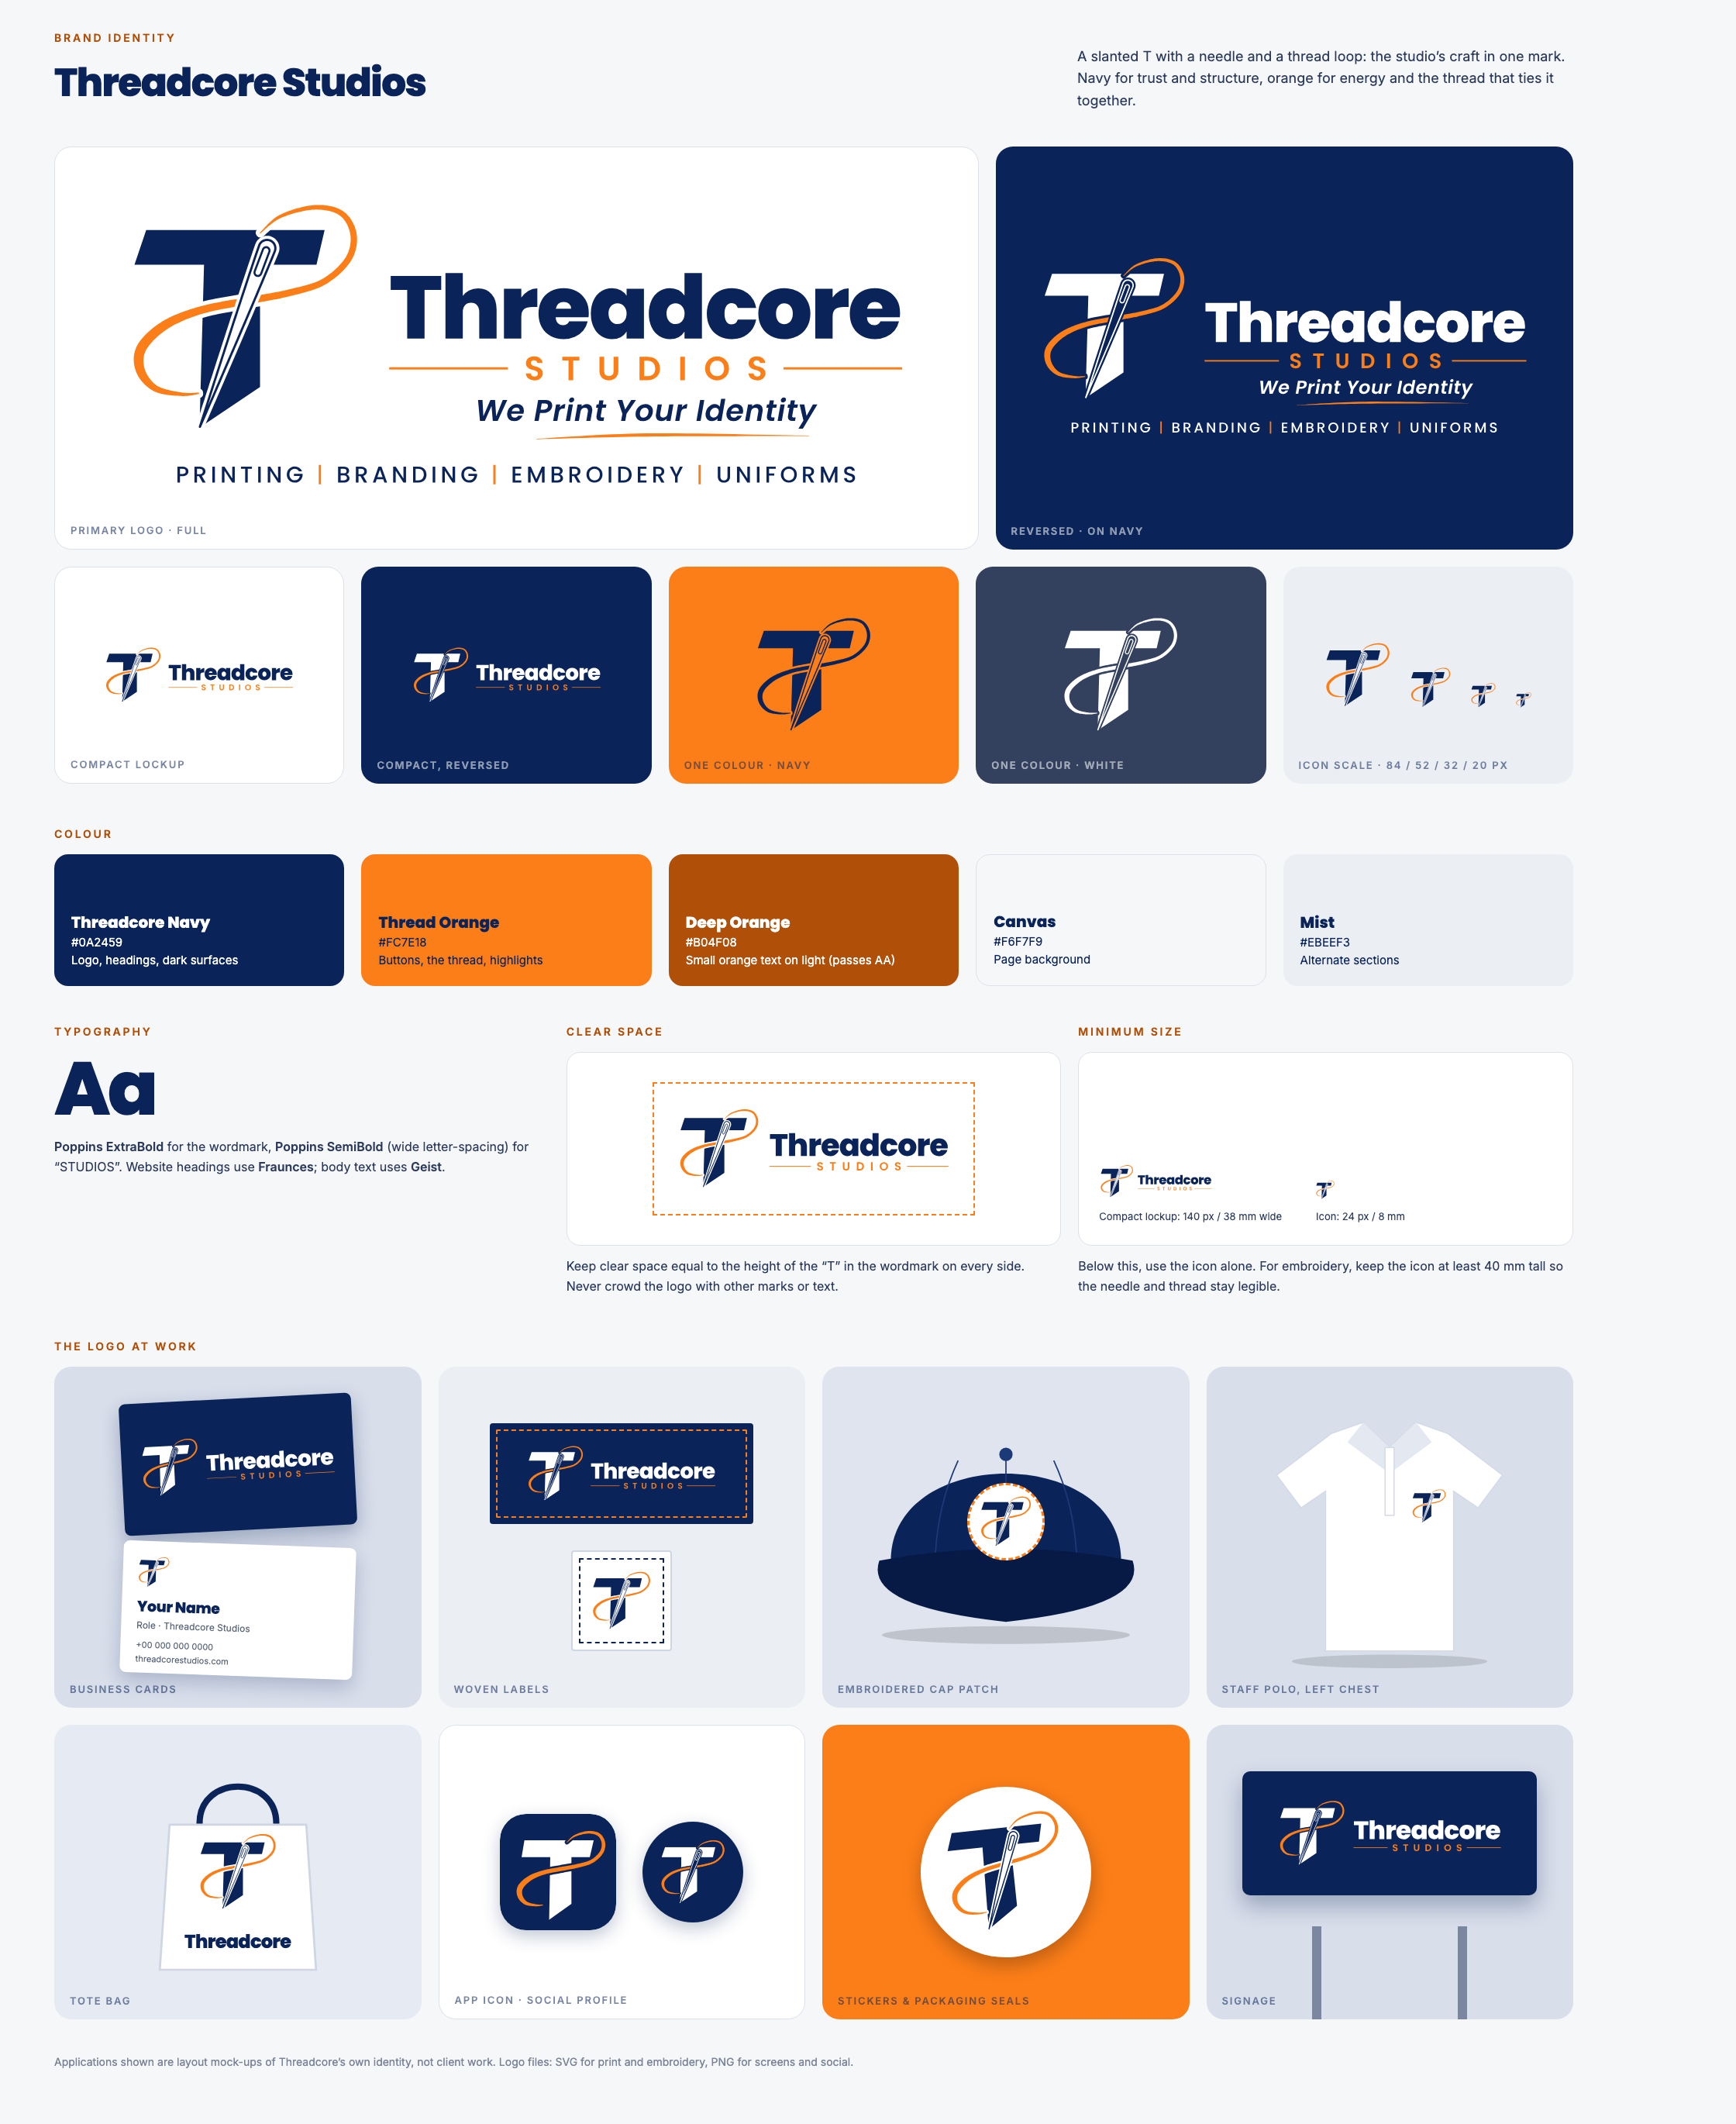 BRAND IDENTITY
Threadcore Studios
A slanted T with a needle and a thread loop: the studio’s craft in one mark.
Navy for trust and structure, orange for energy and the thread that ties it
together.
Threadcore
STUDIOS
We Print Your Identity
PRINTING | BRANDING | EMBROIDERY | UNIFORMS
PRIMARY LOGO · FULL
Threadcore
STUDIOS
We Print Your Identity
PRINTING | BRANDING | EMBROIDERY | UNIFORMS
REVERSED · ON NAVY
Threadcore
STUDIOS
COMPACT LOCKUP
Threadcore
STUDIOS
COMPACT, REVERSED
ONE COLOUR · NAVY
ONE COLOUR · WHITE
ICON SCALE · 84 / 52 / 32 / 20 PX
COLOUR
Threadcore Navy
#0A2459
Logo, headings, dark surfaces
Thread Orange
#FC7E18
Buttons, the thread, highlights
Deep Orange
#B04F08
Small orange text on light (passes AA)
Canvas
#F6F7F9
Page background
Mist
#EBEEF3
Alternate sections
TYPOGRAPHY
Aa
Poppins ExtraBold for the wordmark, Poppins SemiBold (wide letter-spacing) for
“STUDIOS”. Website headings use Fraunces; body text uses Geist.
CLEAR SPACE
Threadcore
STUDIOS
Keep clear space equal to the height of the “T” in the wordmark on every side.
Never crowd the logo with other marks or text.
MINIMUM SIZE
Threadcore
STUDIOS
Compact lockup: 140 px / 38 mm wide
Icon: 24 px / 8 mm
Below this, use the icon alone. For embroidery, keep the icon at least 40 mm tall so
the needle and thread stay legible.
THE LOGO AT WORK
Threadcore
STUDIOS
Your Name
Role · Threadcore Studios
+00 000 000 0000
threadcorestudios.com
BUSINESS CARDS
Threadcore
STUDIOS
WOVEN LABELS
EMBROIDERED CAP PATCH
STAFF POLO, LEFT CHEST
Threadcore
TOTE BAG
APP ICON · SOCIAL PROFILE
STICKERS & PACKAGING SEALS
Threadcore
STUDIOS
SIGNAGE
Applications shown are layout mock-ups of Threadcore’s own identity, not client work. Logo files: SVG for print and embroidery, PNG for screens and social.